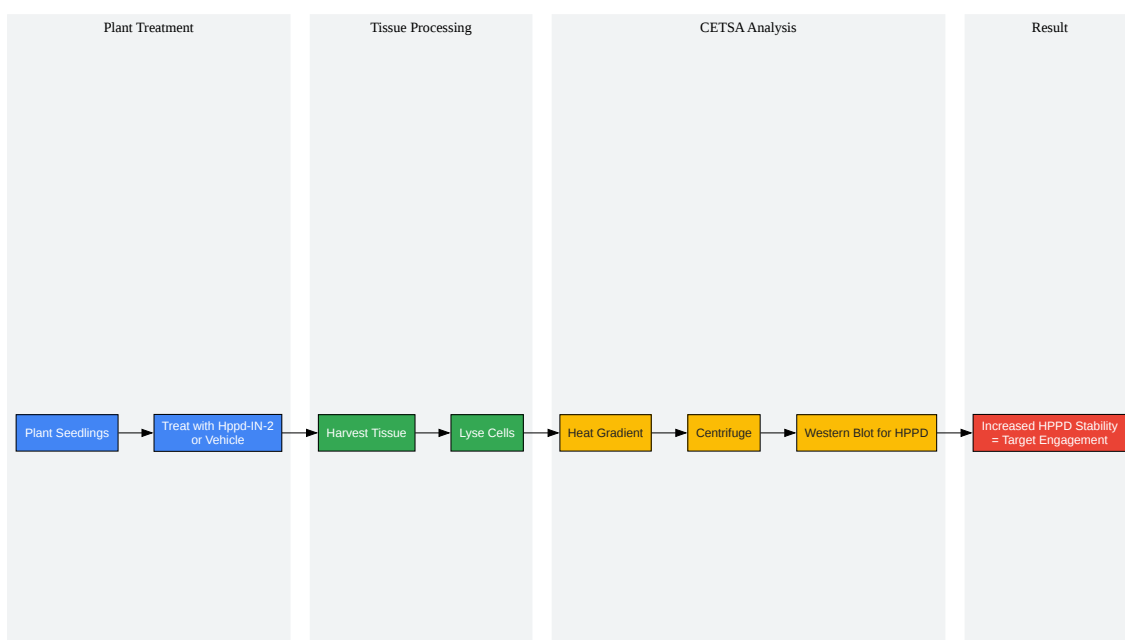 Plant Treatment
Tissue Processing
CETSA Analysis
Result
Plant Seedlings
Treat with Hppd-IN-2
or Vehicle
Harvest Tissue
Lyse Cells
Heat Gradient
Centrifuge
Western Blot for HPPD
Increased HPPD Stability
= Target Engagement